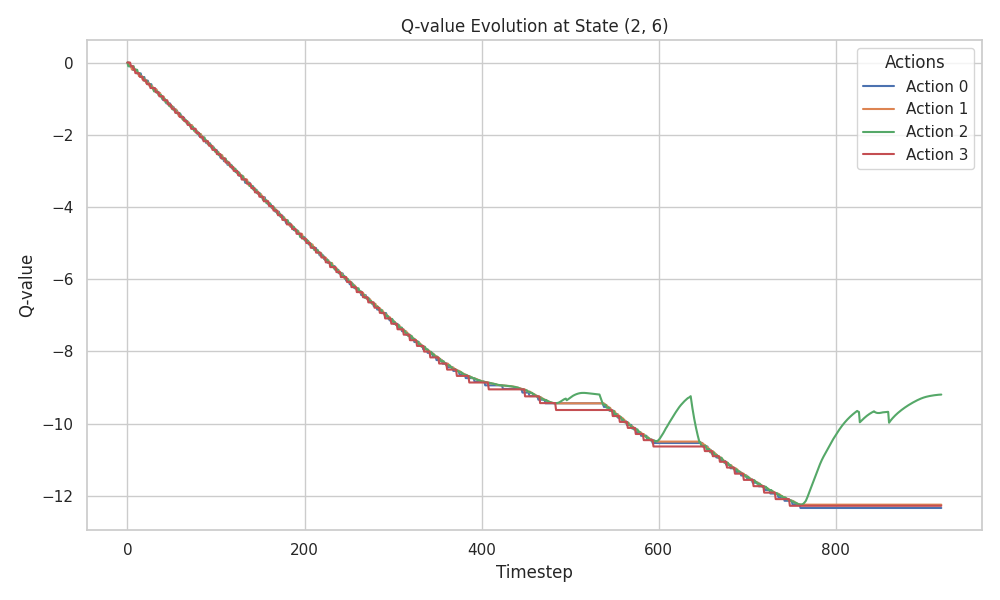 Q-value Evolution at State (2, 6)
Actions
Action 0
Action 1
Action 2
Action 3
Q-value
0
−2
−4
−6
−8
−10
−12
0 200 400 600 800
Timestep